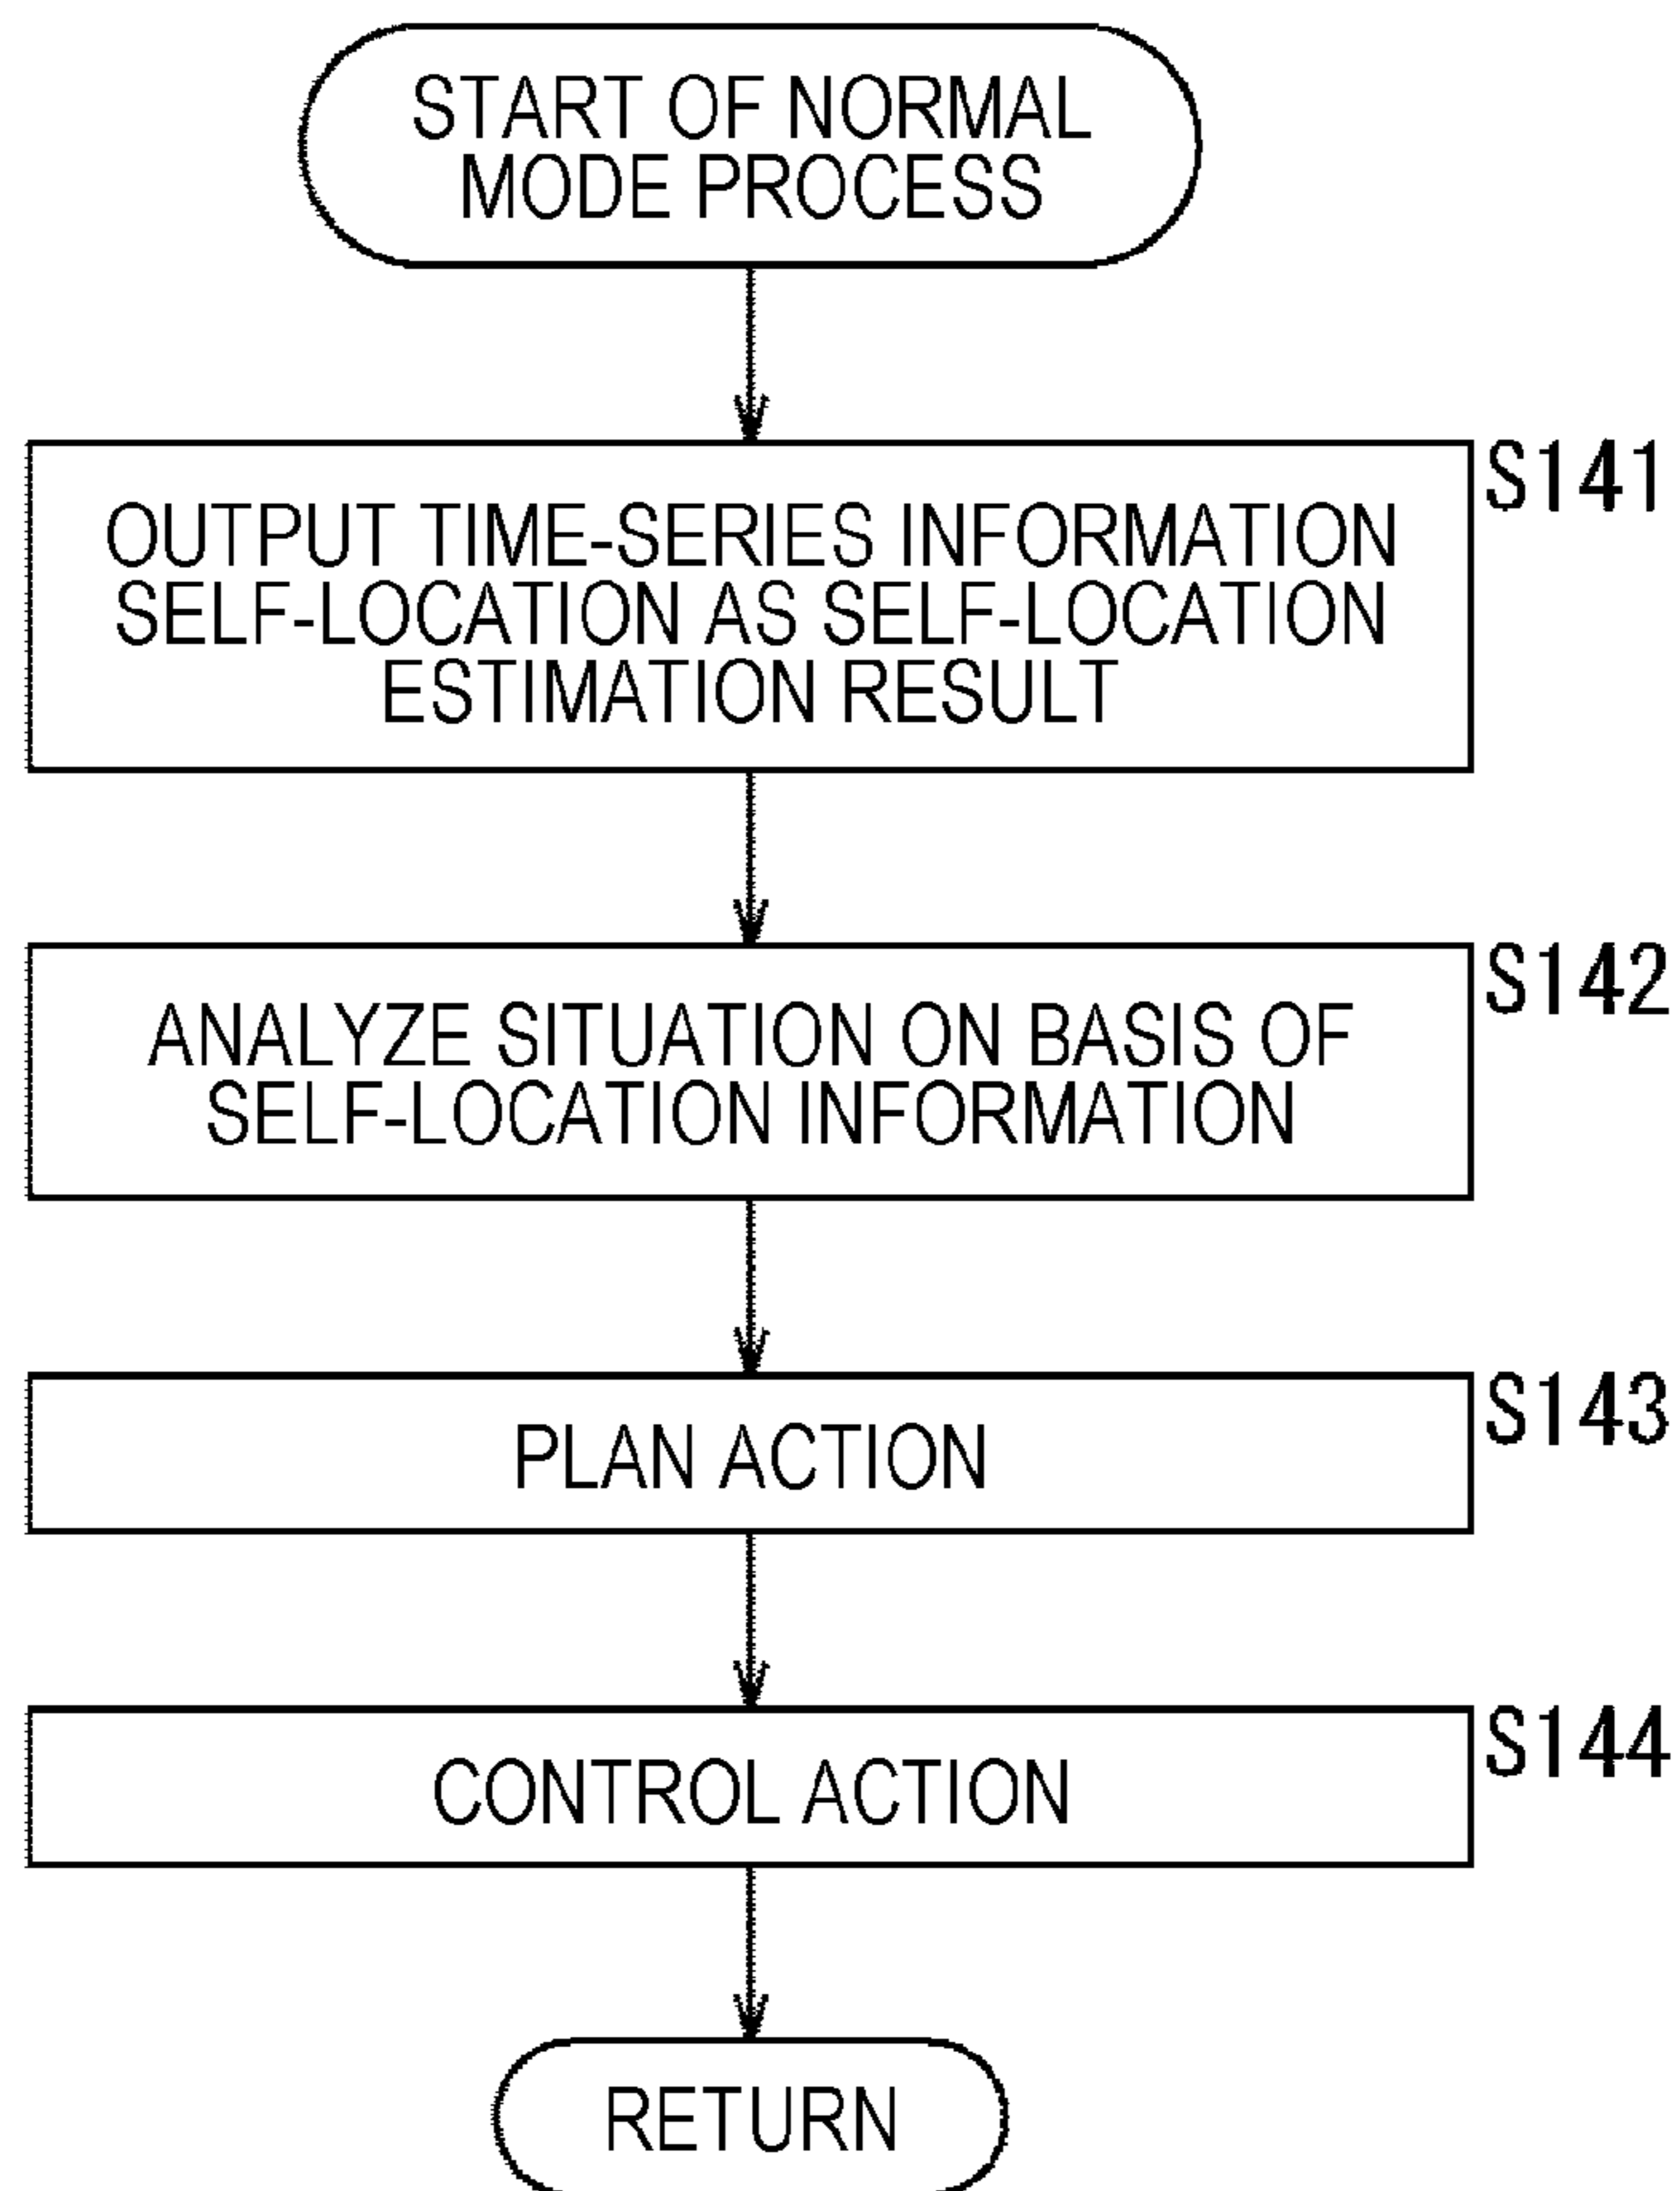 START OF NORMAL
MODE PROCESS
S141
OUTPUT TIME-SERIES INFORMATION
SELF-LOCATION AS SELF-LOCATION
ESTIMATION RESULT
S142
ANALYZE SITUATION ON BASIS OF
SELF-LOCATION INFORMATION
S143
PLAN ACTION
S144
CONTROL ACTION
RETURN